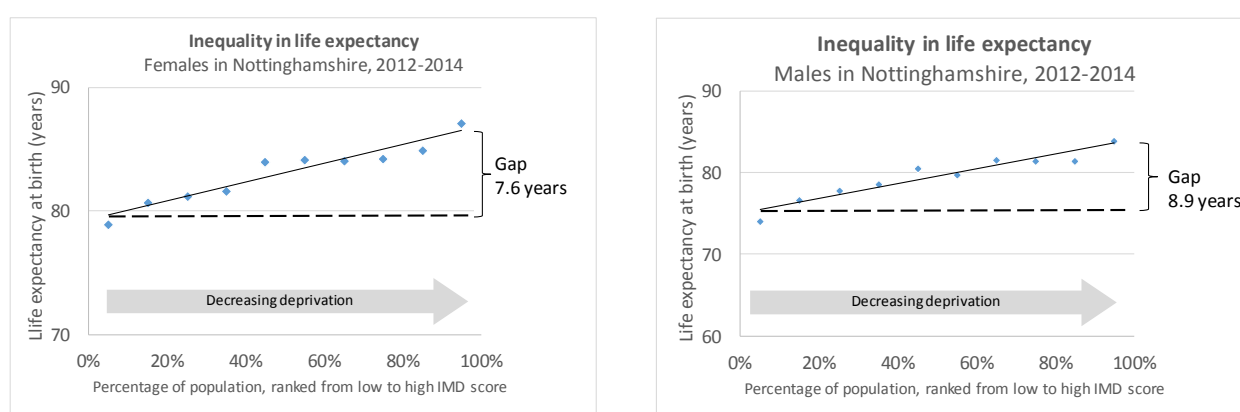 Inequality in life expectancy
Females in Nottinghamshire, 2012-2014
Llife expectancy at birth (years)
90
80
70
Gap
7.6 years
Decreasing deprivation
0%
20%
40%
60%
80%
100%
Percentage of population, ranked from low to high IMD score
Inequality in life expectancy
Males in Nottinghamshire, 2012-2014
Life expectancy at birth (years)
90
80
70
60
Gap
8.9 years
Decreasing deprivation
0%
20%
40%
60%
80%
100%
Percentage of population, ranked from low to high IMD score